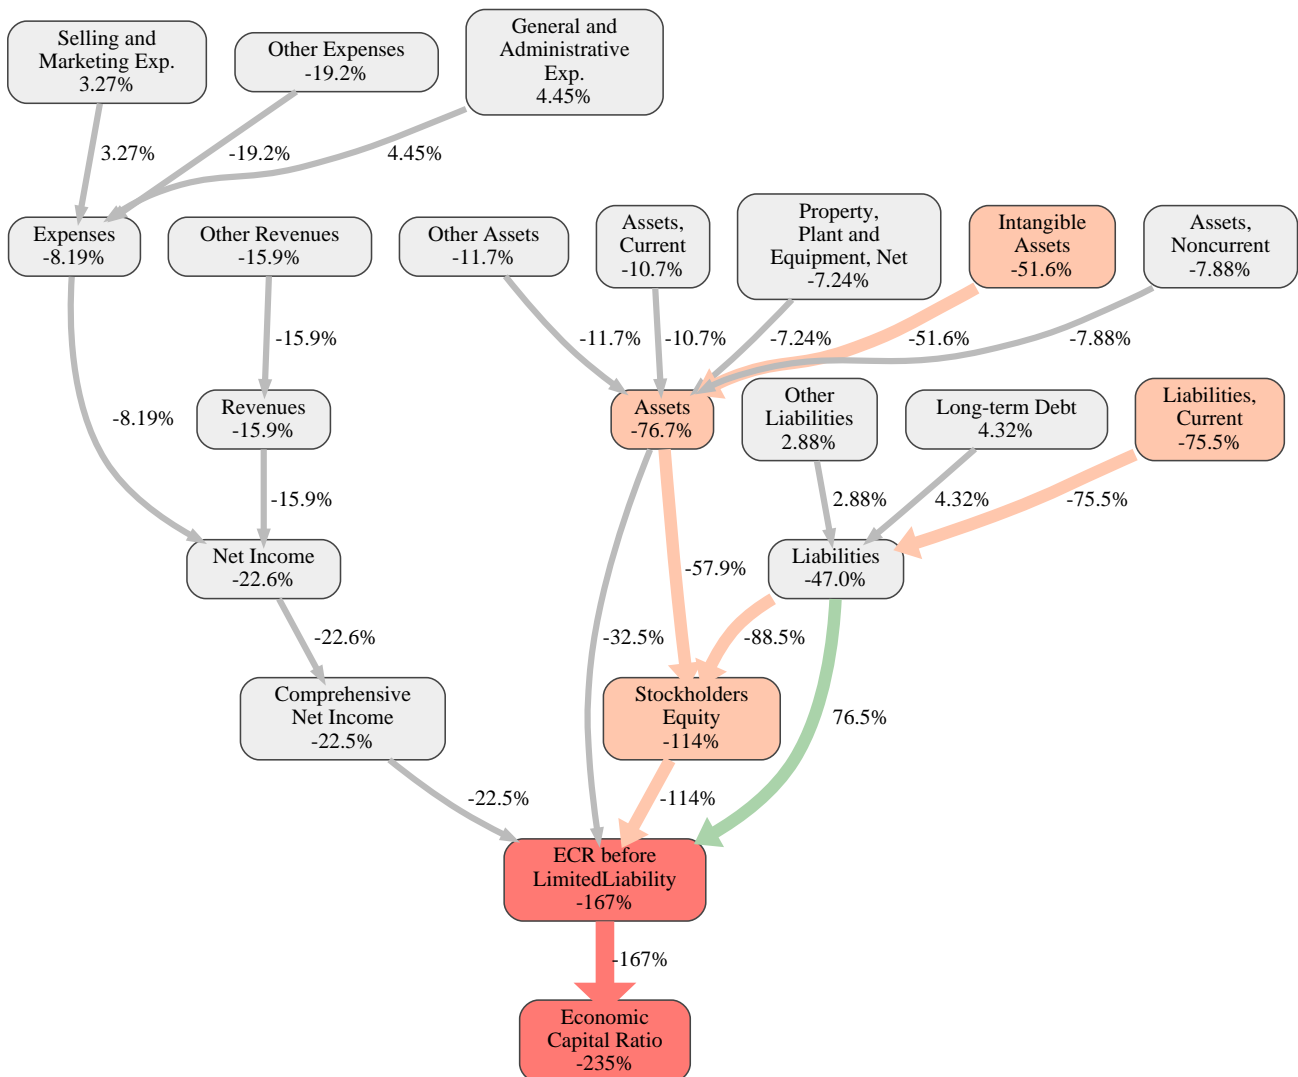 Selling and
Marketing Exp.
3.27%
Other Expenses
-19.2%
General and
Administrative
Exp.
4.45%
3.27%
-19.2%
4.45%
Expenses
-8.19%
Other Revenues
-15.9%
Other Assets
-11.7%
Assets,
Current
-10.7%
Property,
Plant and
Equipment, Net
-7.24%
Intangible
Assets
-51.6%
Assets,
Noncurrent
-7.88%
-15.9%
-11.7%
-10.7%
-7.24%
-51.6%
-7.88%
-8.19%
Revenues
-15.9%
Assets
-76.7%
Other
Liabilities
2.88%
Long-term Debt
4.32%
Liabilities,
Current
-75.5%
-15.9%
2.88%
4.32%
-75.5%
Net Income
-22.6%
-57.9%
Liabilities
-47.0%
-22.6%
-32.5%
-88.5%
Comprehensive
Net Income
-22.5%
Stockholders
Equity
-114%
76.5%
-22.5%
-114%
ECR before
LimitedLiability
-167%
-167%
Economic
Capital Ratio
-235%